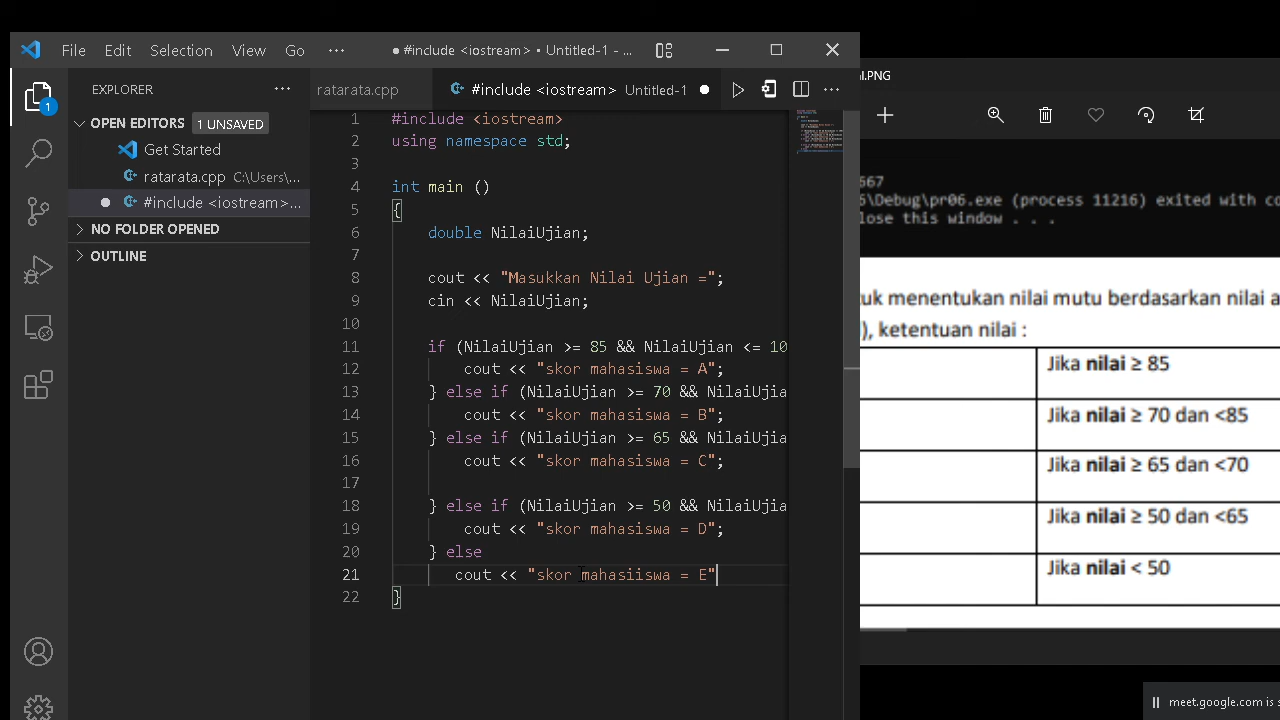 File Edit Selection View Go ··· ● #include <iostream> • Untitled-1 - ...
EXPLORER ···
ratarata.cpp #include <iostream> Untitled-1 ● ···
OPEN EDITORS 1 UNSAVED
Get Started
ratarata.cpp C:\Users\...
● #include <iostream>...
NO FOLDER OPENED
OUTLINE
1
1 #include <iostream>
2 using namespace std;
3
4 int main ()
5 {
6 double NilaiUjian;
7
8 cout << "Masukkan Nilai Ujian =";
9 cin << NilaiUjian;
10
11 if (NilaiUjian >= 85 && NilaiUjian <= 10
12 cout << "skor mahasiswa = A";
13 } else if (NilaiUjian >= 70 && NilaiUjia
14 cout << "skor mahasiswa = B";
15 } else if (NilaiUjian >= 65 && NilaiUjia
16 cout << "skor mahasiswa = C";
17
18 } else if (NilaiUjian >= 50 && NilaiUjia
19 cout << "skor mahasiswa = D";
20 } else
21 cout << "skor mahasiiswa = E"
22 }
al.PNG
667
6\Debug\pr06.exe (process 11216) exited with co
lose this window . . .
uk menentukan nilai mutu berdasarkan nilai a
), ketentuan nilai :
Jika nilai ≥ 85
Jika nilai ≥ 70 dan <85
Jika nilai ≥ 65 dan <70
Jika nilai ≥ 50 dan <65
Jika nilai < 50
meet.google.com is s